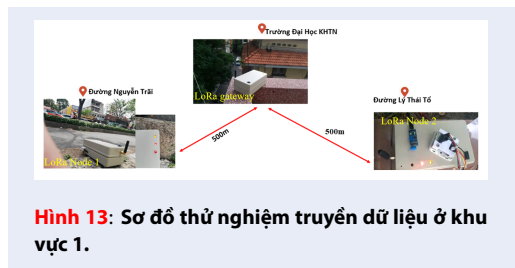 Trường Đại Học KHTN
LoRa gateway
Đường Nguyễn Trãi
LoRa Node 1
500m
500m
Đường Lý Thái Tổ
LoRa Node 2
Hình 13: Sơ đồ thử nghiệm truyền dữ liệu ở khu
vực 1.